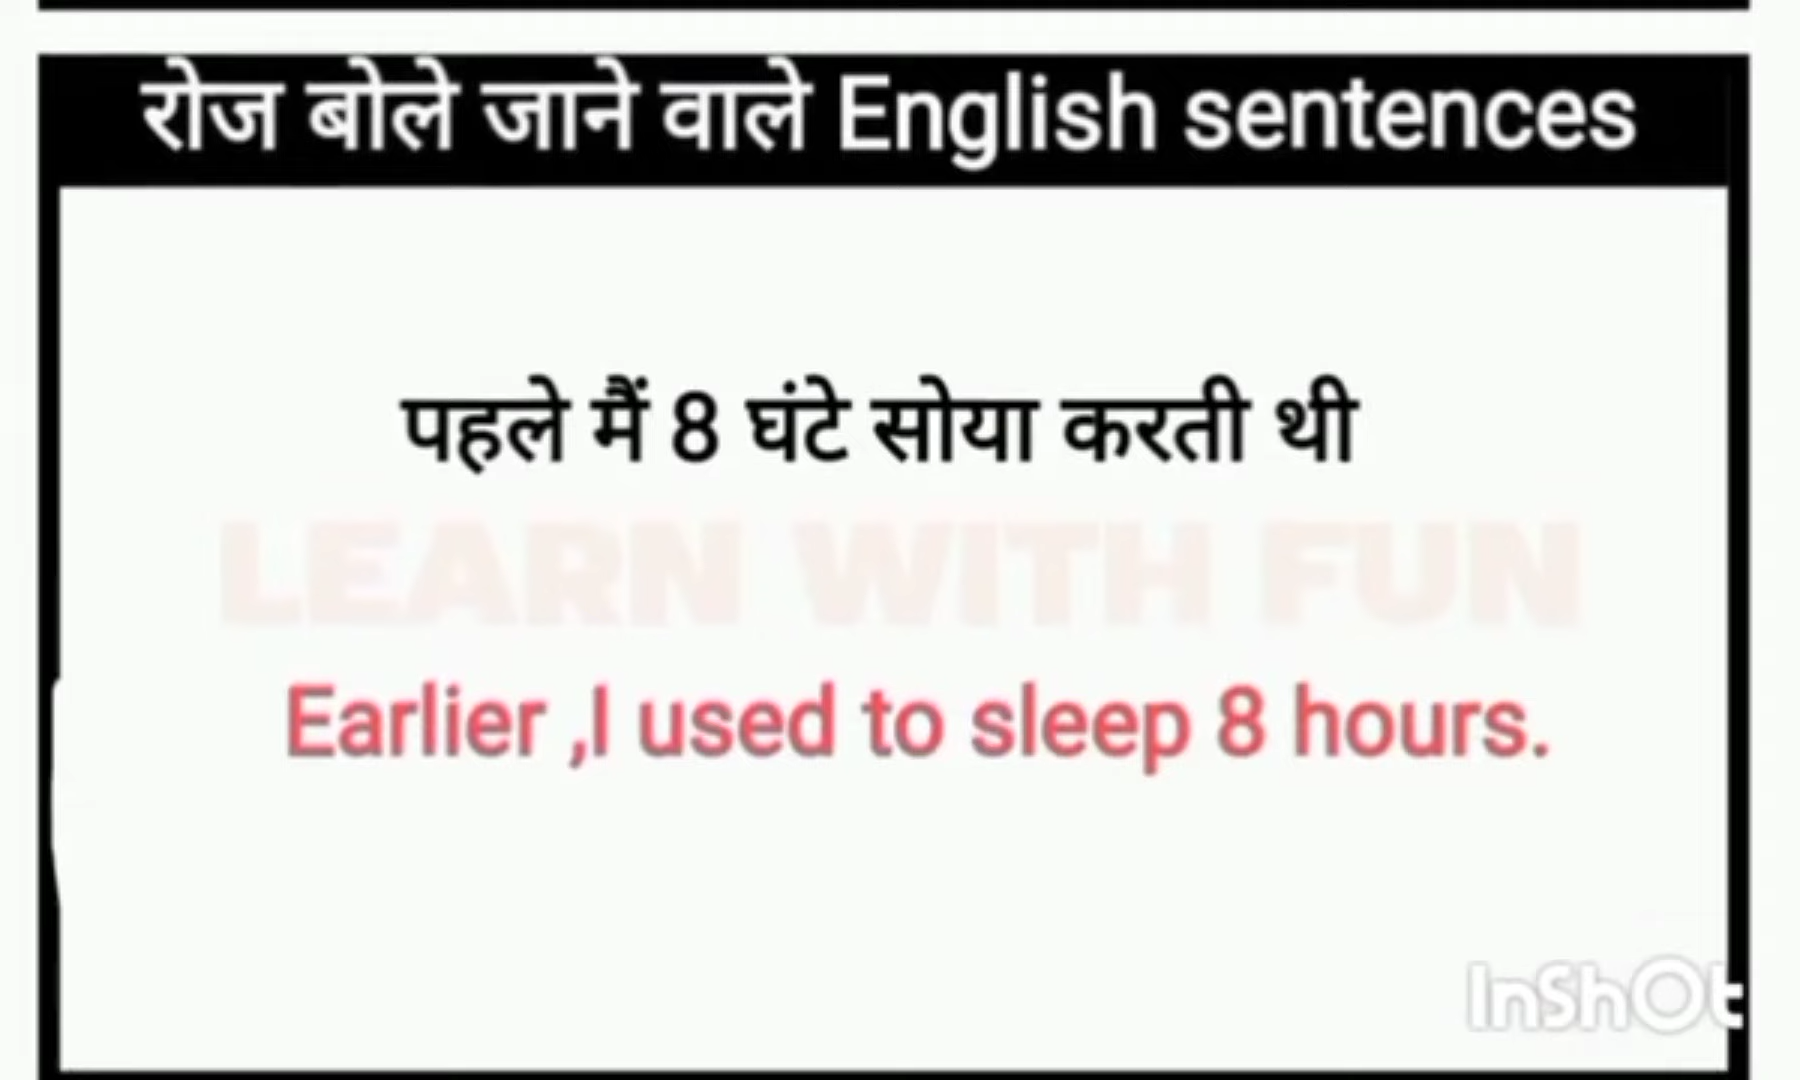 रोज बोले जाने वाले English sentences
पहले मैं 8 घंटे सोया करती थी
LEARN WITH FUN
Earlier ,I used to sleep 8 hours.
InShOt